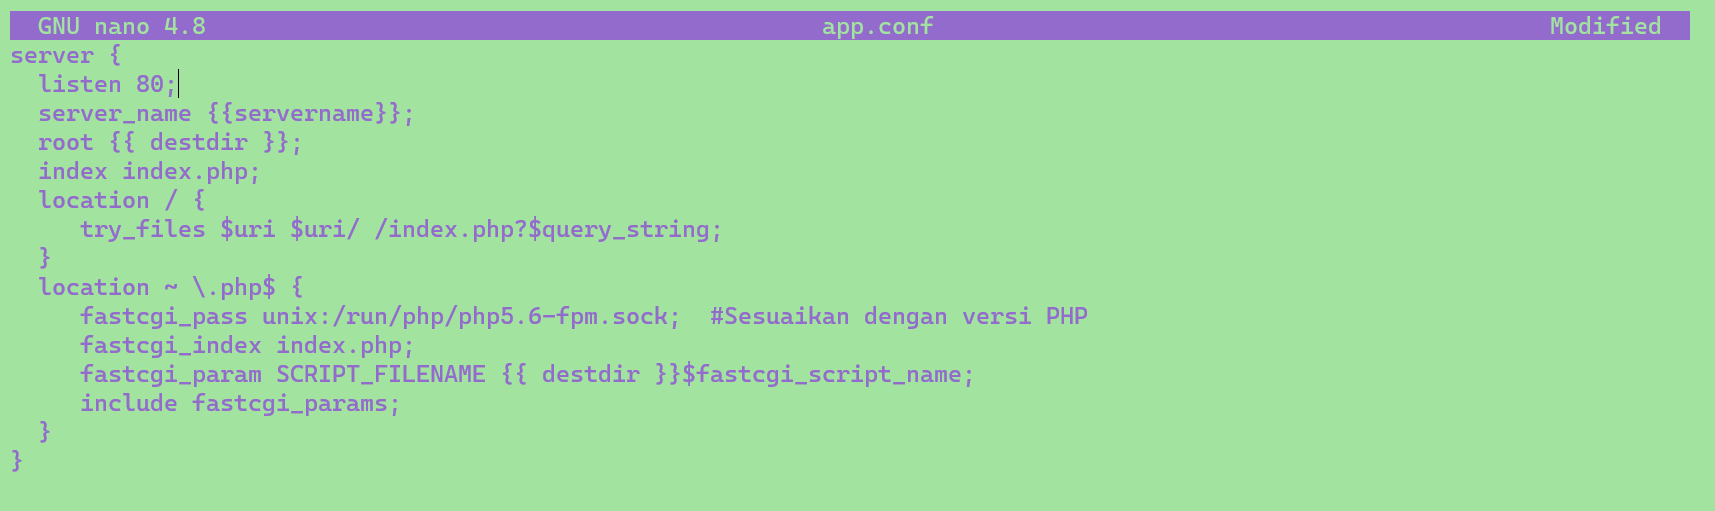 GNU nano 4.8 app.conf Modified
server {
  listen 80;
  server_name {{servername}};
  root {{ destdir }};
  index index.php;
  location / {
     try_files $uri $uri/ /index.php?$query_string;
  }
  location ~ \.php$ {
     fastcgi_pass unix:/run/php/php5.6-fpm.sock;  #Sesuaikan dengan versi PHP
     fastcgi_index index.php;
     fastcgi_param SCRIPT_FILENAME {{ destdir }}$fastcgi_script_name;
     include fastcgi_params;
  }
}